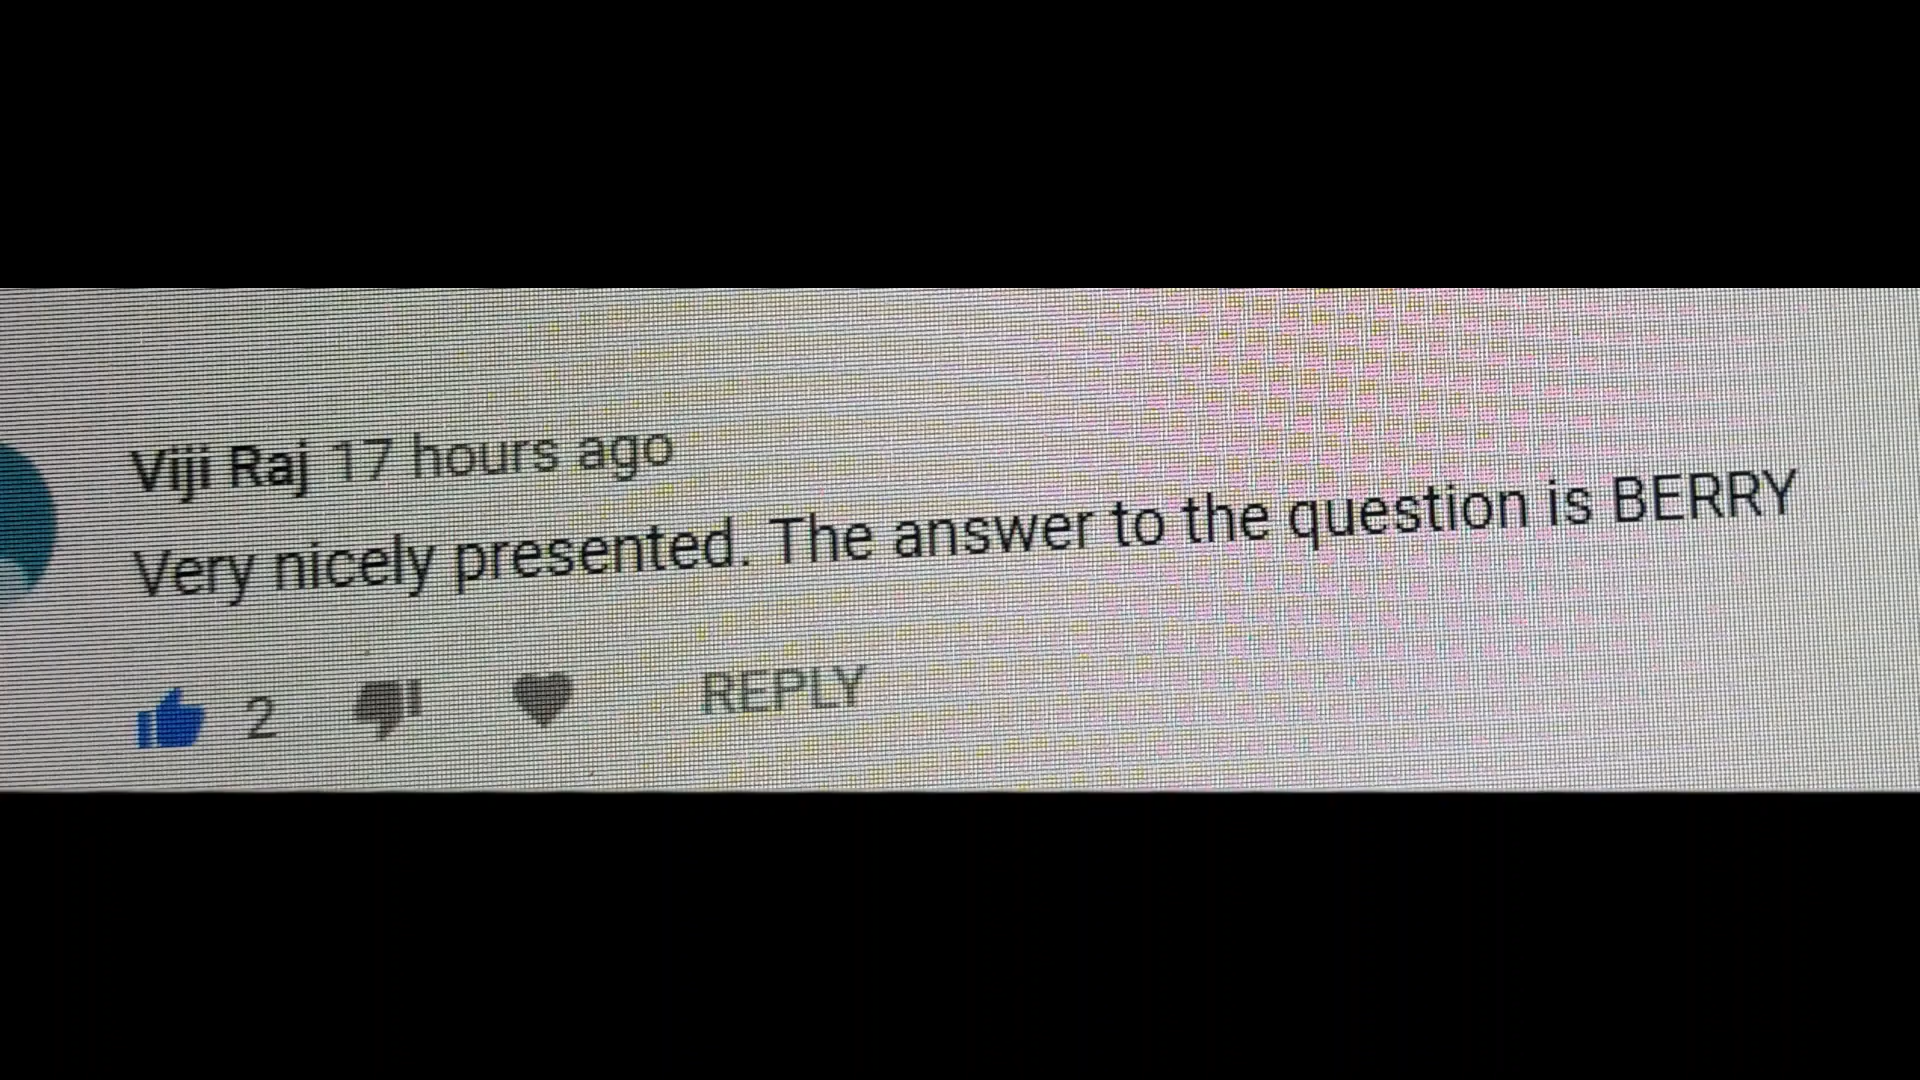 Viji Raj 17 hours ago
Very nicely presented. The answer to the question is BERRY
2 REPLY